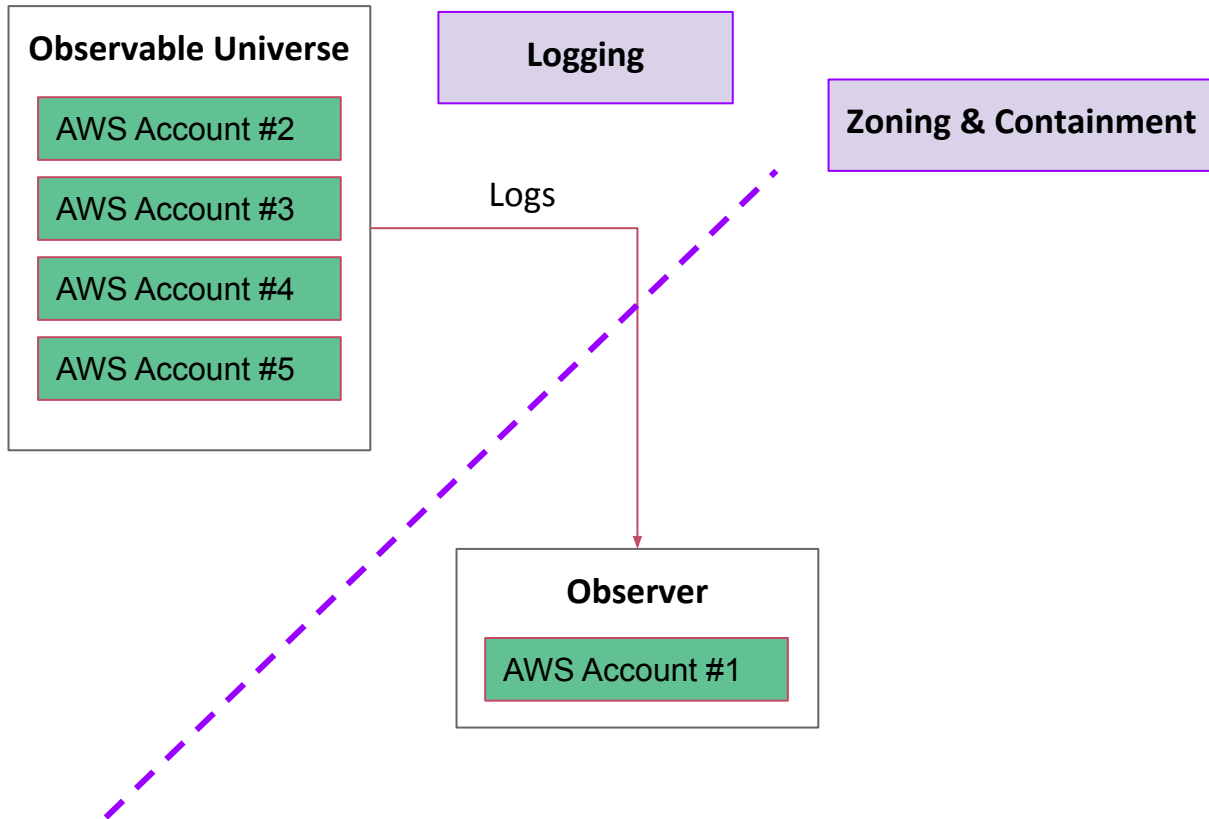 Observable Universe
AWS Account #2
AWS Account #3
AWS Account #4
AWS Account #5
Logging
Zoning & Containment
Logs
Observer
AWS Account #1